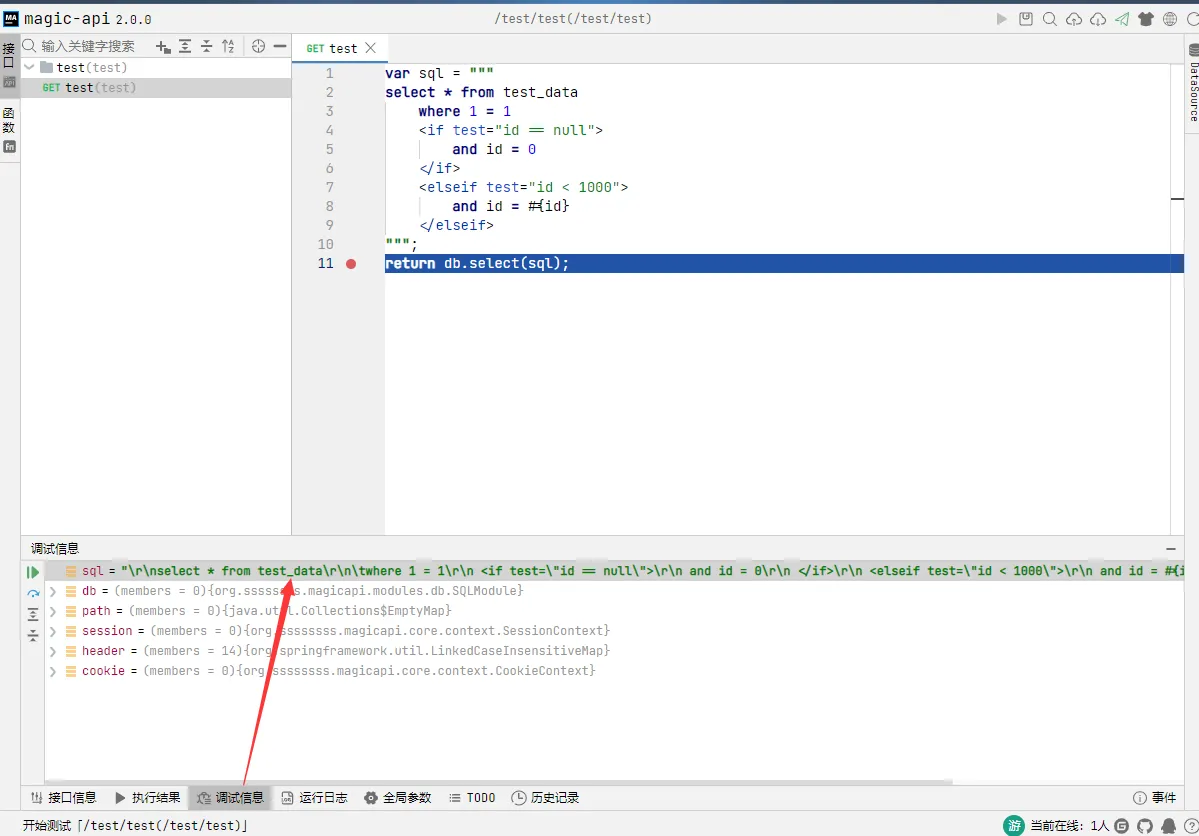 magic-api 2.0.0
/test/test(/test/test)
接口
API
函数
fn
输入关键字搜索
test(test)
GET test(test)
GET test
DataSource
1 var sql = """
2 select * from test_data
3 where 1 = 1
4 <if test="id == null">
5 and id = 0
6 </if>
7 <elseif test="id < 1000">
8 and id = #{id}
9 </elseif>
10 """;
11 return db.select(sql);
调试信息
sql = "\r\nselect * from test_data\r\n\twhere 1 = 1\r\n <if test=\"id == null\">\r\n and id = 0\r\n </if>\r\n <elseif test=\"id < 1000\">\r\n and id = #{i
db = (members = 0){org.ssssssss.magicapi.modules.db.SQLModule}
path = (members = 0){java.util.Collections$EmptyMap}
session = (members = 0){org.ssssssss.magicapi.core.context.SessionContext}
header = (members = 14){org.springframework.util.LinkedCaseInsensitiveMap}
cookie = (members = 0){org.ssssssss.magicapi.core.context.CookieContext}
接口信息 执行结果 调试信息 运行日志 全局参数 TODO 历史记录 事件
开始测试「/test/test(/test/test)」
游 当前在线: 1人